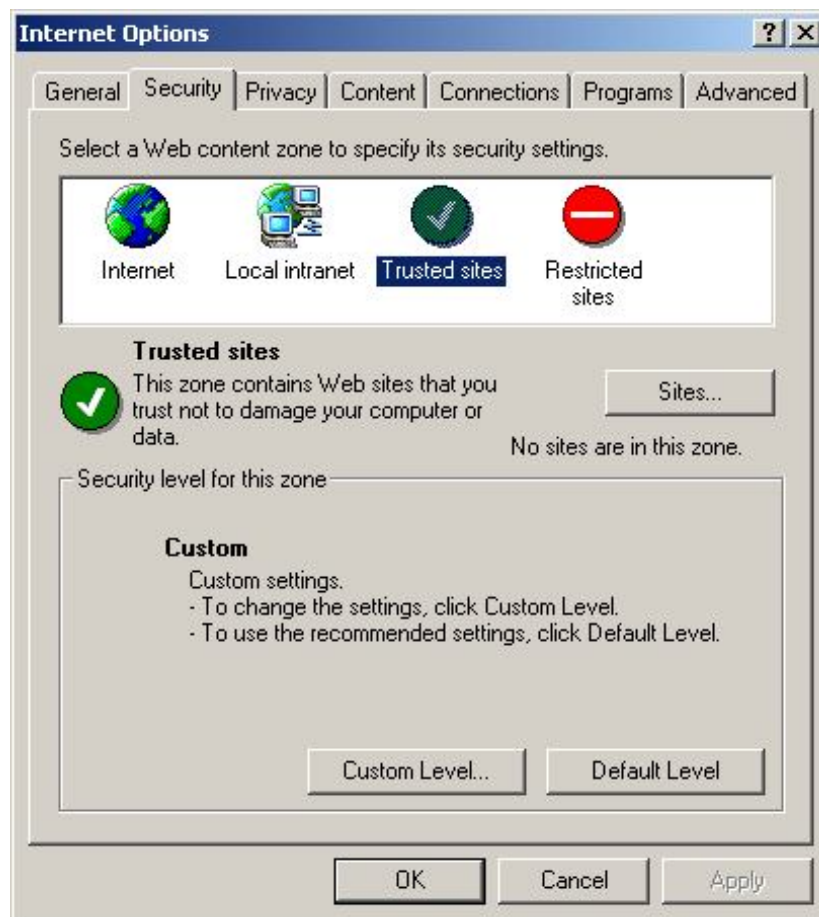 Internet Options
General Security Privacy Content Connections Programs Advanced
Select a Web content zone to specify its security settings.
Internet Local intranet Trusted sites Restricted
sites
Trusted sites
This zone contains Web sites that you
trust not to damage your computer or
data.
Sites...
No sites are in this zone.
Security level for this zone
Custom
Custom settings.
- To change the settings, click Custom Level.
- To use the recommended settings, click Default Level.
Custom Level... Default Level
OK Cancel Apply